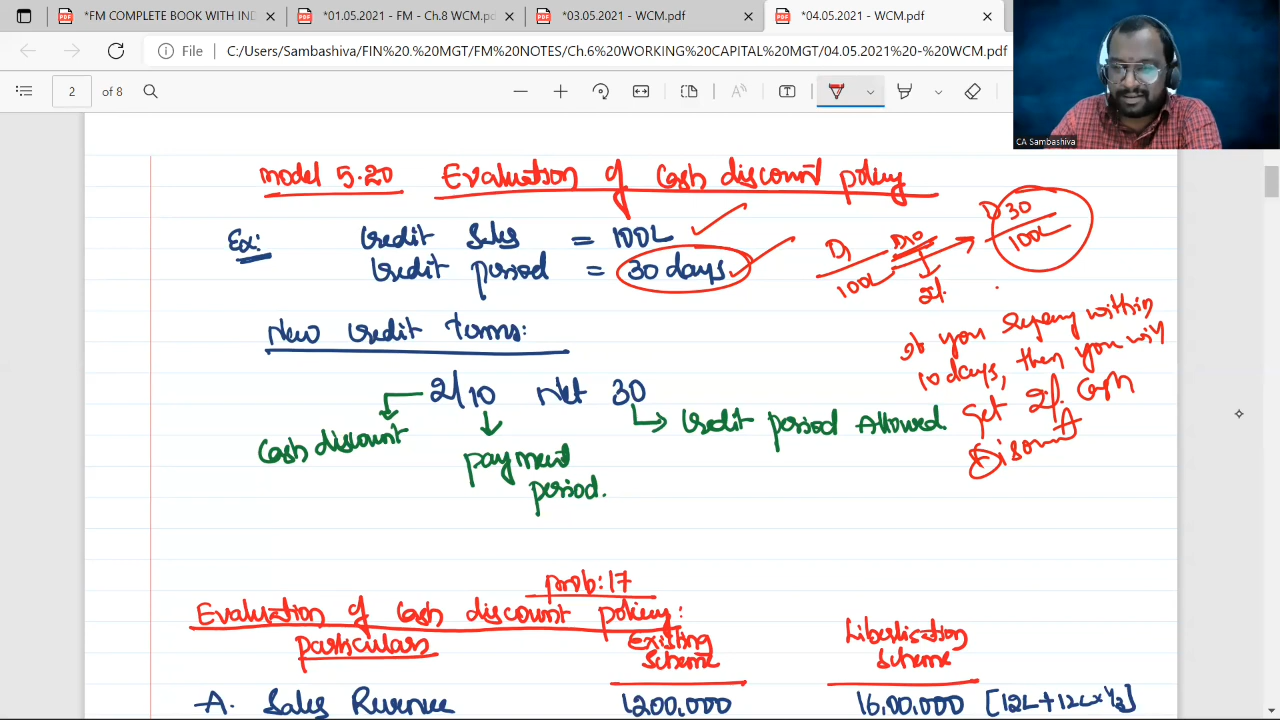 *FM COMPLETE BOOK WITH IND
*01.05.2021 - FM - Ch.8 WCM.pdf
*03.05.2021 - WCM.pdf
*04.05.2021 - WCM.pdf
File
C:/Users/Sambashiva/FIN%20.%20MGT/FM%20NOTES/Ch.6%20WORKING%20CAPITAL%20MGT/04.05.2021%20-%20WCM.pdf
2 of 8
CA Sambashiva
model 5.20 Evaluation of Cash discount policy
Ex: Credit Sales = 100L
Credit period = 30 days
D1 D10 D30
100L 100L
2%
New Credit terms:
2/10 Net 30
Cash discount
payment period.
Credit period Allowed.
If you repay within
10 days, then you will
get 2% Cash
Discount
prob:17
Evaluation of Cash discount policy:
particulars
Existing Scheme
Scheme
A. Sales Revenue 1200,000 16,00,000